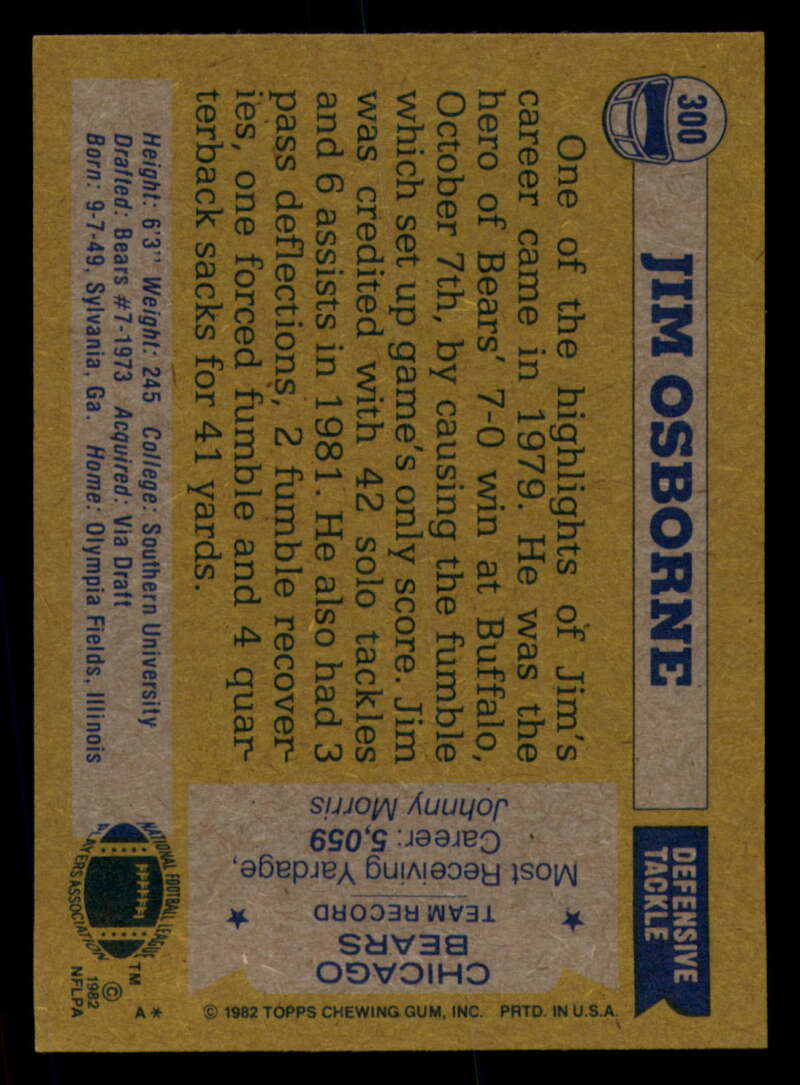 300
JIM OSBORNE
DEFENSIVE
TACKLE
One of the highlights of Jim's
career came in 1979. He was the
hero of Bears' 7-0 win at Buffalo,
October 7th, by causing the fumble
which set up game's only score. Jim
was credited with 42 solo tackles
and 6 assists in 1981. He also had 3
pass deflections, 2 fumble recover-
ies, one forced fumble and 4 quar-
terback sacks for 41 yards.
Height: 6'3" Weight: 245 College: Southern University
Drafted: Bears #7-1973 Acquired: Via Draft
Born: 9-7-49, Sylvania, Ga. Home: Olympia Fields, Illinois
CHICAGO
BEARS
TEAM RECORD
Most Receiving Yardage,
Career: 5,059
Johnny Morris
NATIONAL FOOTBALL LEAGUE
PLAYERS ASSOCIATION
TM
©
1982
NFLPA
A*
© 1982 TOPPS CHEWING GUM, INC. PRTD. IN U.S.A.